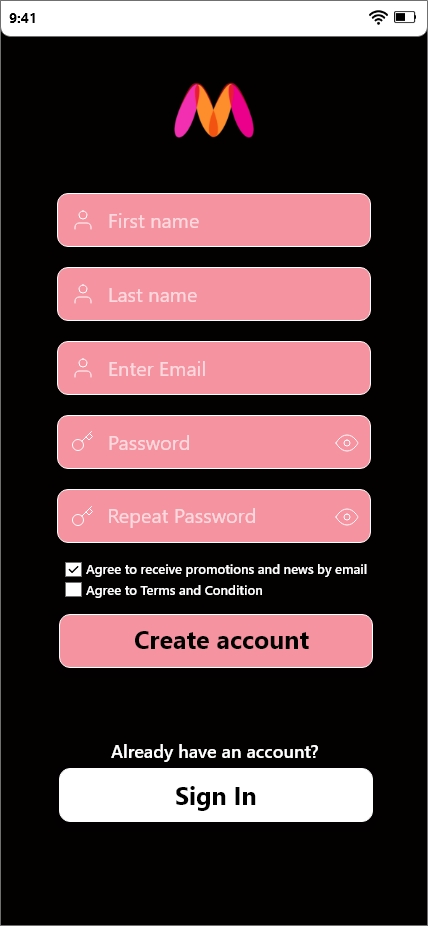 9:41
First name
Last name
Enter Email
Password
Repeat Password
Agree to receive promotions and news by email
Agree to Terms and Condition
Create account
Already have an account?
Sign In